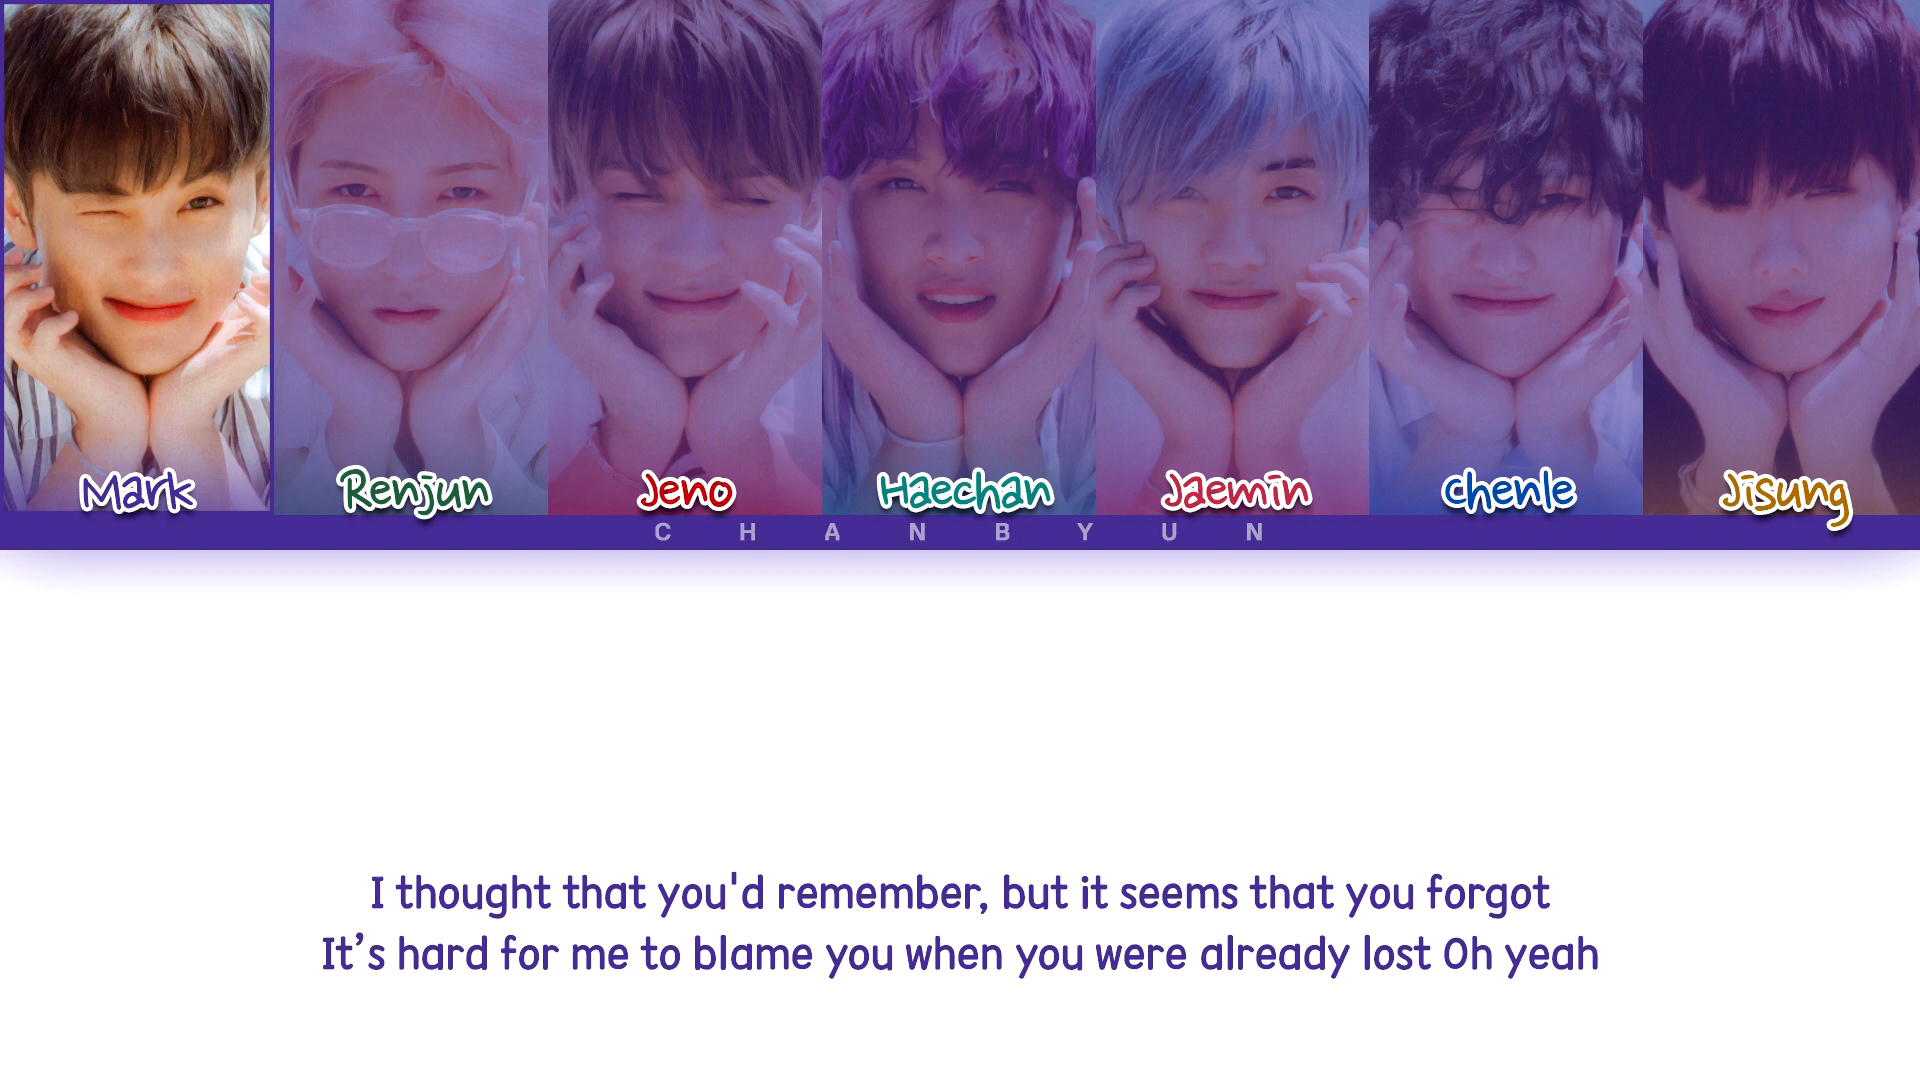 Mark Renjun Jeno Haechan Jaemin chenle Jisung
CHANBYUN
I thought that you'd remember, but it seems that you forgot
It’s hard for me to blame you when you were already lost Oh yeah